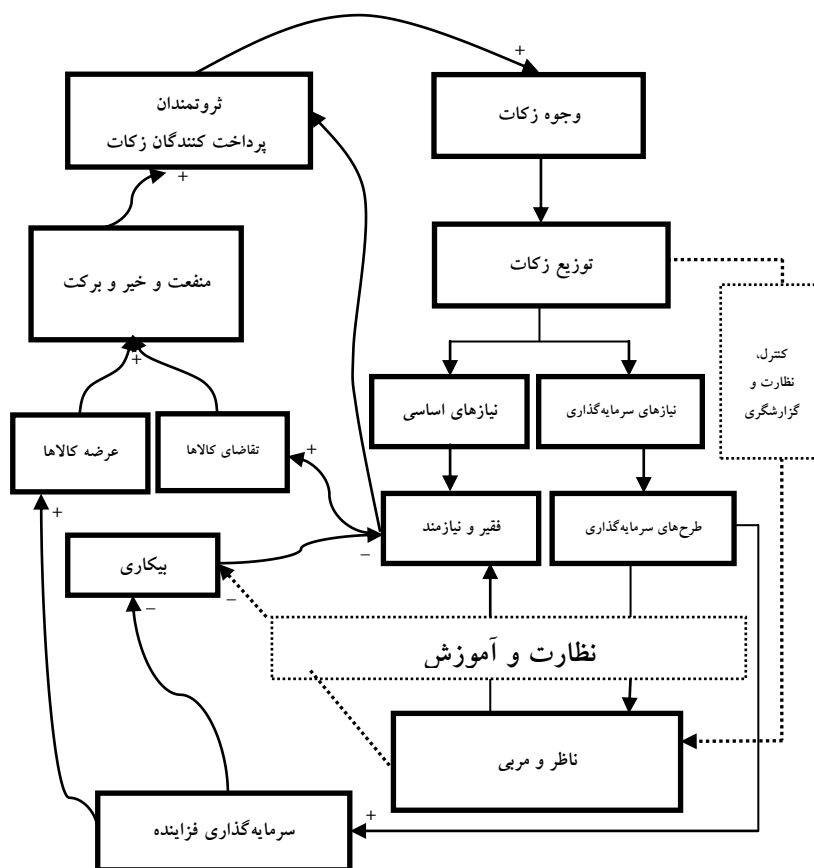 +
ثروتمندان
پرداخت کنندگان زکات
وجوه زکات
+
توزیع زکات
منفعت و خیر و برکت
کنترل،
نظارت و
گزارشگری
+
نیازهای اساسی
نیازهای سرمایه‌گذاری
عرضه کالاها
تقاضای کالاها
+
+
فقیر و نیازمند
طرح‌های سرمایه‌گذاری
–
بیکاری
–
–
نظارت و آموزش
ناظر و مربی
+
سرمایه‌گذاری فزاینده